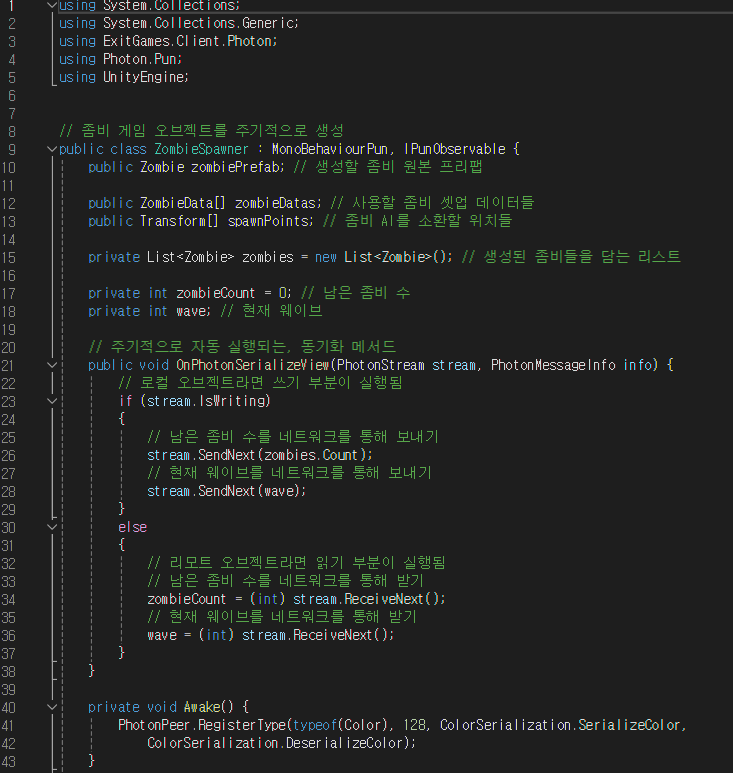 1 using System.Collections;
2 using System.Collections.Generic;
3 using ExitGames.Client.Photon;
4 using Photon.Pun;
5 using UnityEngine;
6
7
8 // 좀비 게임 오브젝트를 주기적으로 생성
9 public class ZombieSpawner : MonoBehaviourPun, IPunObservable {
10 public Zombie zombiePrefab; // 생성할 좀비 원본 프리팹
11
12 public ZombieData[] zombieDatas; // 사용할 좀비 셋업 데이터들
13 public Transform[] spawnPoints; // 좀비 AI를 소환할 위치들
14
15 private List<Zombie> zombies = new List<Zombie>(); // 생성된 좀비들을 담는 리스트
16
17 private int zombieCount = 0; // 남은 좀비 수
18 private int wave; // 현재 웨이브
19
20 // 주기적으로 자동 실행되는, 동기화 메서드
21 public void OnPhotonSerializeView(PhotonStream stream, PhotonMessageInfo info) {
22 // 로컬 오브젝트라면 쓰기 부분이 실행됨
23 if (stream.IsWriting)
24 {
25 // 남은 좀비 수를 네트워크를 통해 보내기
26 stream.SendNext(zombies.Count);
27 // 현재 웨이브를 네트워크를 통해 보내기
28 stream.SendNext(wave);
29 }
30 else
31 {
32 // 리모트 오브젝트라면 읽기 부분이 실행됨
33 // 남은 좀비 수를 네트워크를 통해 받기
34 zombieCount = (int) stream.ReceiveNext();
35 // 현재 웨이브를 네트워크를 통해 받기
36 wave = (int) stream.ReceiveNext();
37 }
38 }
39
40 private void Awake() {
41 PhotonPeer.RegisterType(typeof(Color), 128, ColorSerialization.SerializeColor,
42 ColorSerialization.DeserializeColor);
43 }